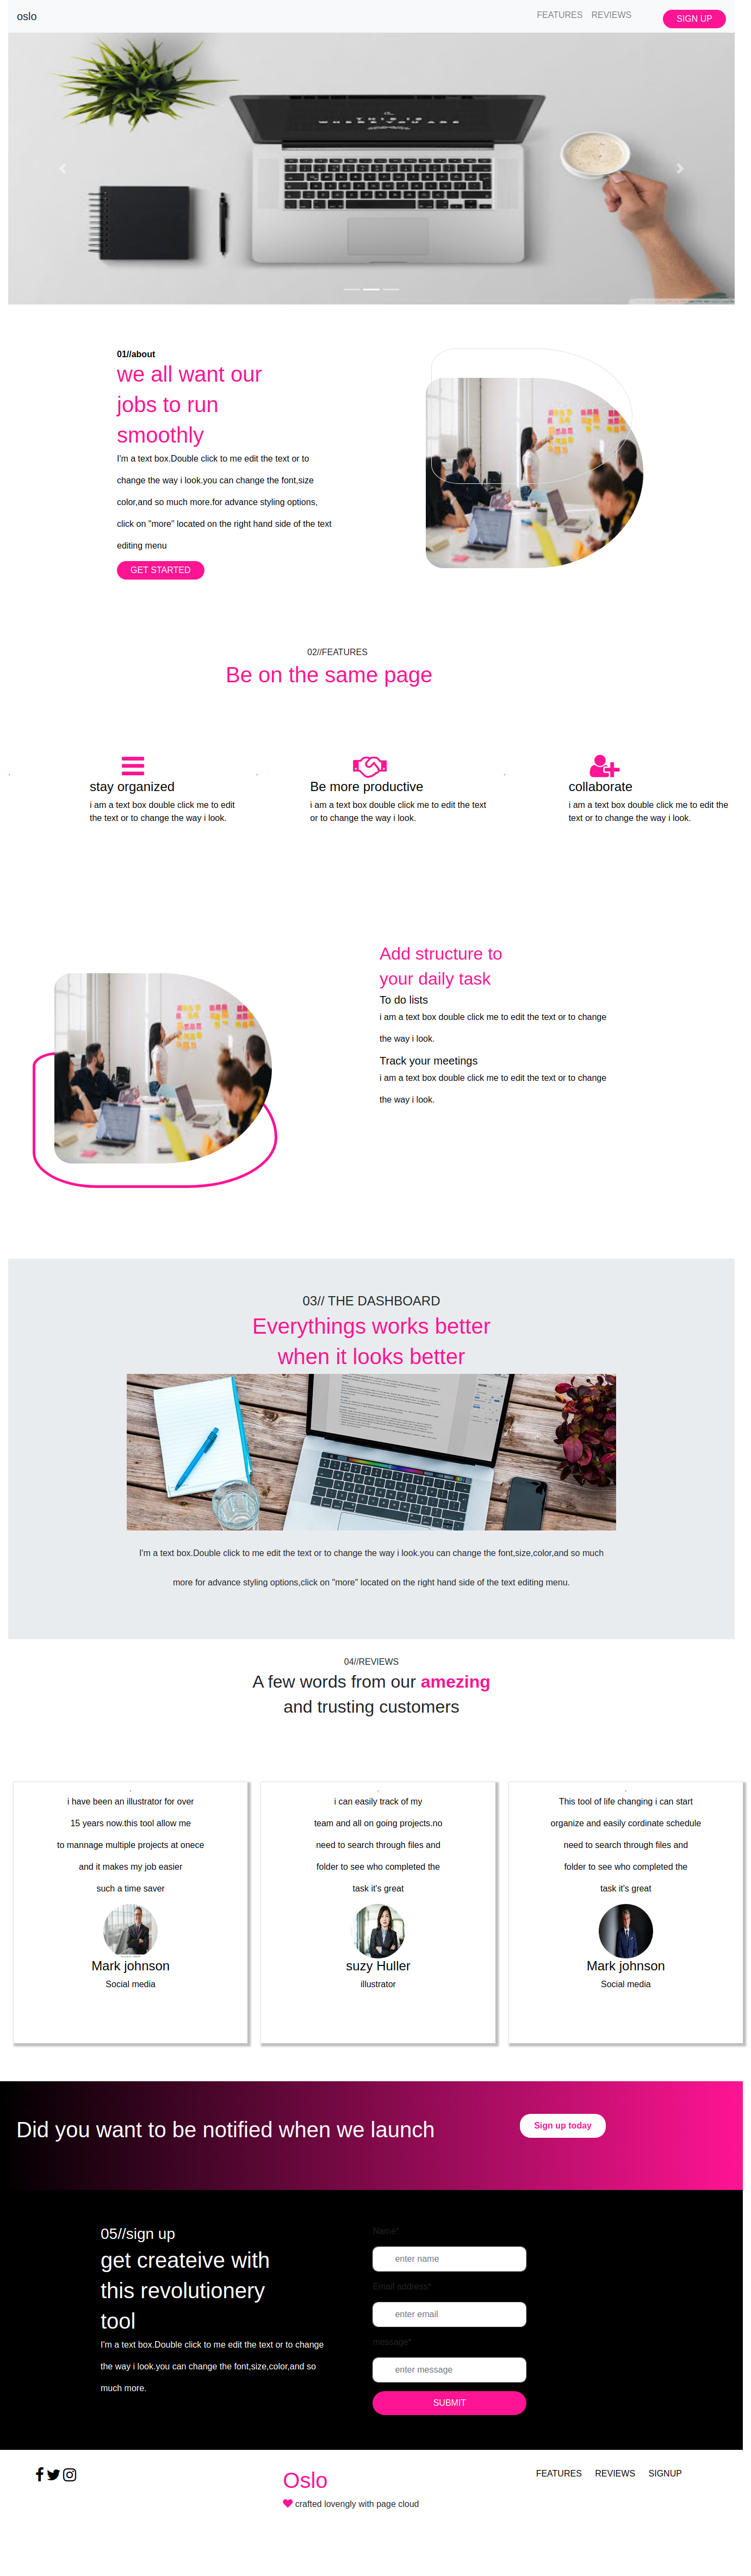 oslo
FEATURES REVIEWS SIGN UP
THIS IS
WHERE YOU ARE
01//about
we all want our
jobs to run
smoothly
I'm a text box.Double click to me edit the text or to
change the way i look.you can change the font,size
color,and so much more.for advance styling options,
click on "more" located on the right hand side of the text
editing menu
GET STARTED
02//FEATURES
Be on the same page
stay organized
i am a text box double click me to edit
the text or to change the way i look.
Be more productive
i am a text box double click me to edit the text
or to change the way i look.
collaborate
i am a text box double click me to edit the
text or to change the way i look.
Add structure to
your daily task
To do lists
i am a text box double click me to edit the text or to change
the way i look.
Track your meetings
i am a text box double click me to edit the text or to change
the way i look.
03// THE DASHBOARD
Everythings works better
when it looks better
I'm a text box.Double click to me edit the text or to change the way i look.you can change the font,size,color,and so much
more for advance styling options,click on "more" located on the right hand side of the text editing menu.
04//REVIEWS
A few words from our amezing
and trusting customers
i have been an illustrator for over
15 years now.this tool allow me
to mannage multiple projects at onece
and it makes my job easier
such a time saver
Mark johnson
Social media
i can easily track of my
team and all on going projects.no
need to search through files and
folder to see who completed the
task it's great
suzy Huller
illustrator
This tool of life changing i can start
organize and easily cordinate schedule
need to search through files and
folder to see who completed the
task it's great
Mark johnson
Social media
Did you want to be notified when we launch
Sign up today
05//sign up
get createive with
this revolutionery
tool
I'm a text box.Double click to me edit the text or to change
the way i look.you can change the font,size,color,and so
much more.
Name*
enter name
Email address*
enter email
message*
enter message
SUBMIT
Oslo
crafted lovengly with page cloud
FEATURES REVIEWS SIGNUP